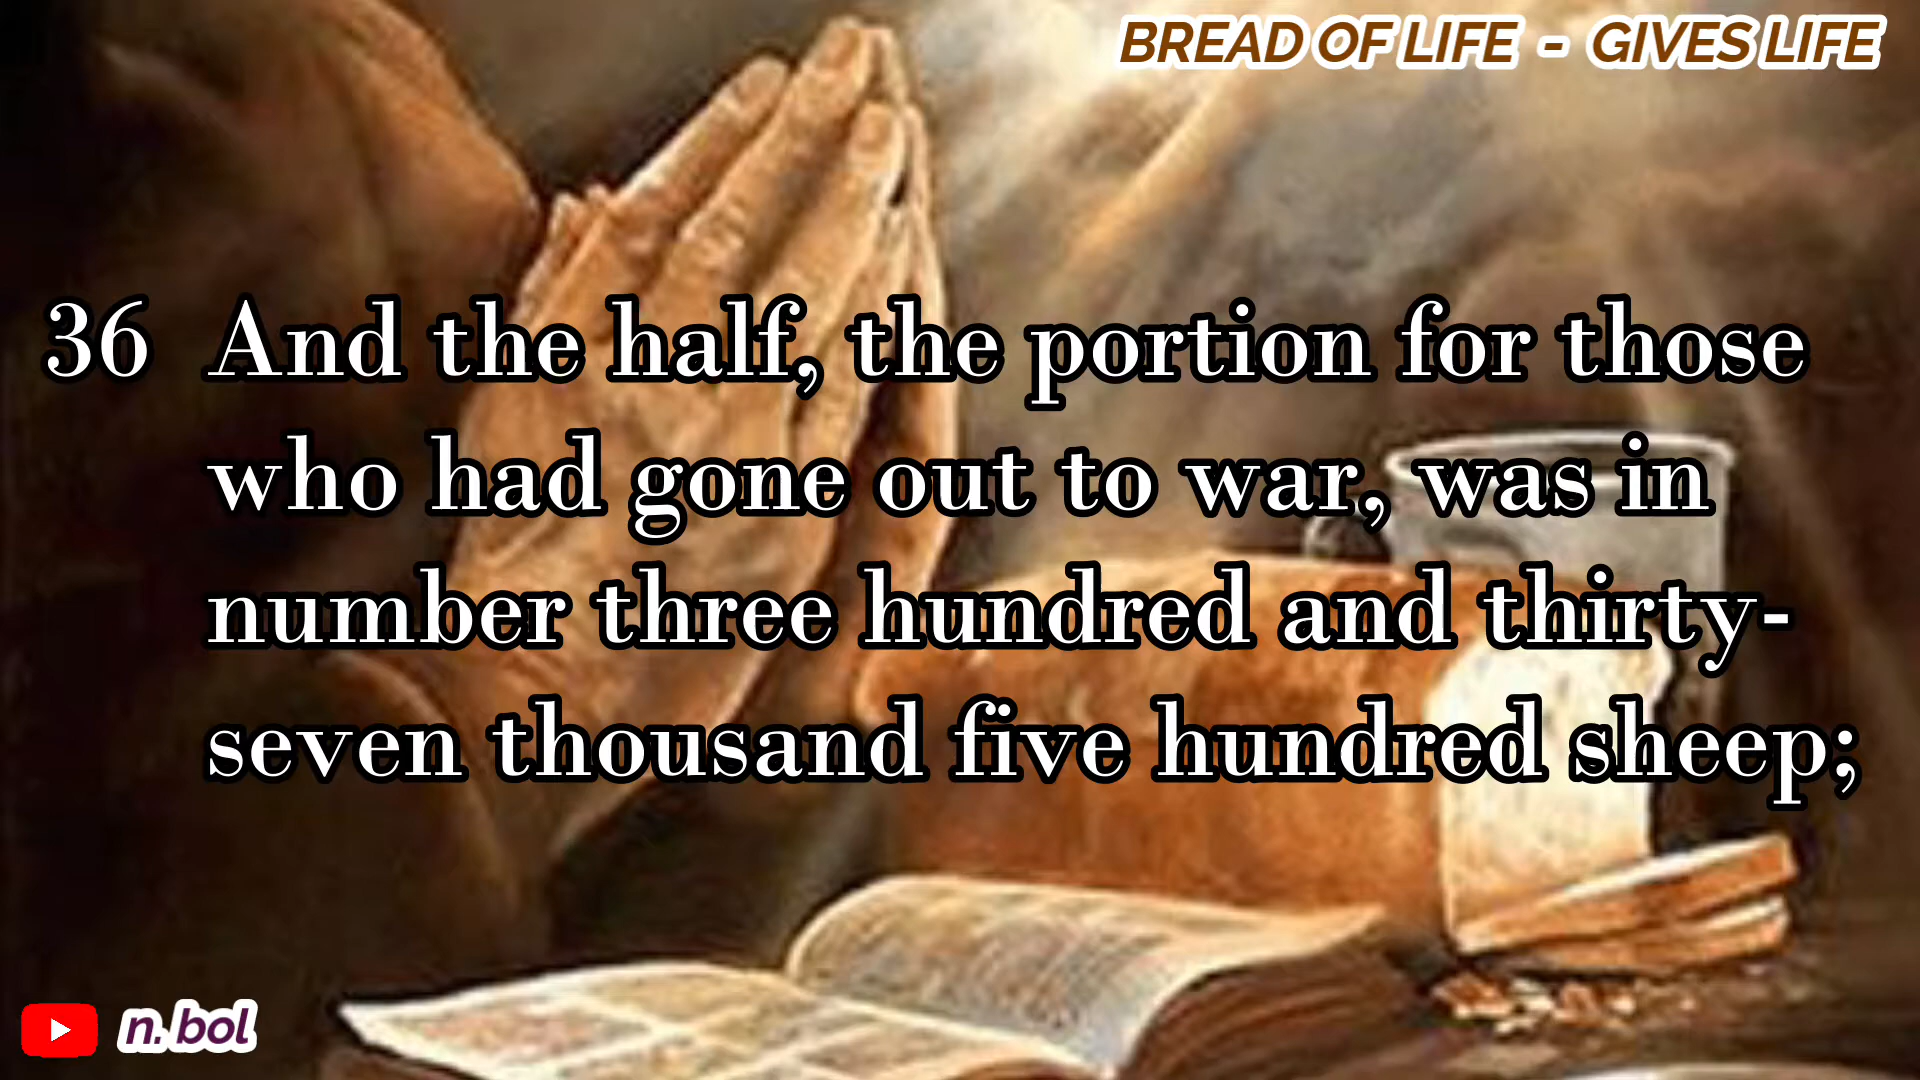 BREAD OF LIFE - GIVES LIFE
36 And the half, the portion for those
who had gone out to war, was in
number three hundred and thirty-
seven thousand five hundred sheep;
n. bol